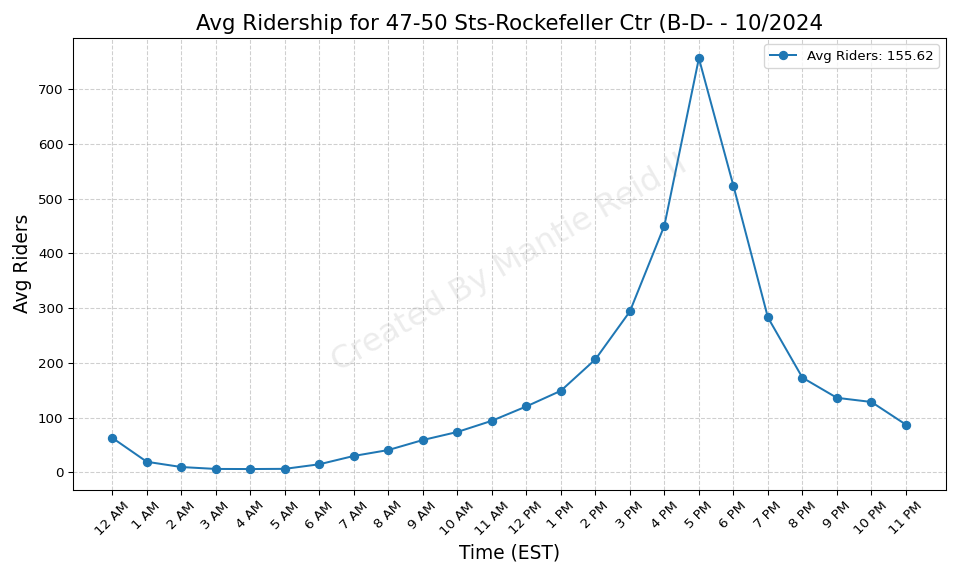 Avg Ridership for 47-50 Sts-Rockefeller Ctr (B-D- - 10/2024
Avg Riders: 155.62
700
600
500
400
300
200
100
0
Avg Riders
Created By Mantle Reid II
12 AM
1 AM
2 AM
3 AM
4 AM
5 AM
6 AM
7 AM
8 AM
9 AM
10 AM
11 AM
12 PM
1 PM
2 PM
3 PM
4 PM
5 PM
6 PM
7 PM
8 PM
9 PM
10 PM
11 PM
Time (EST)